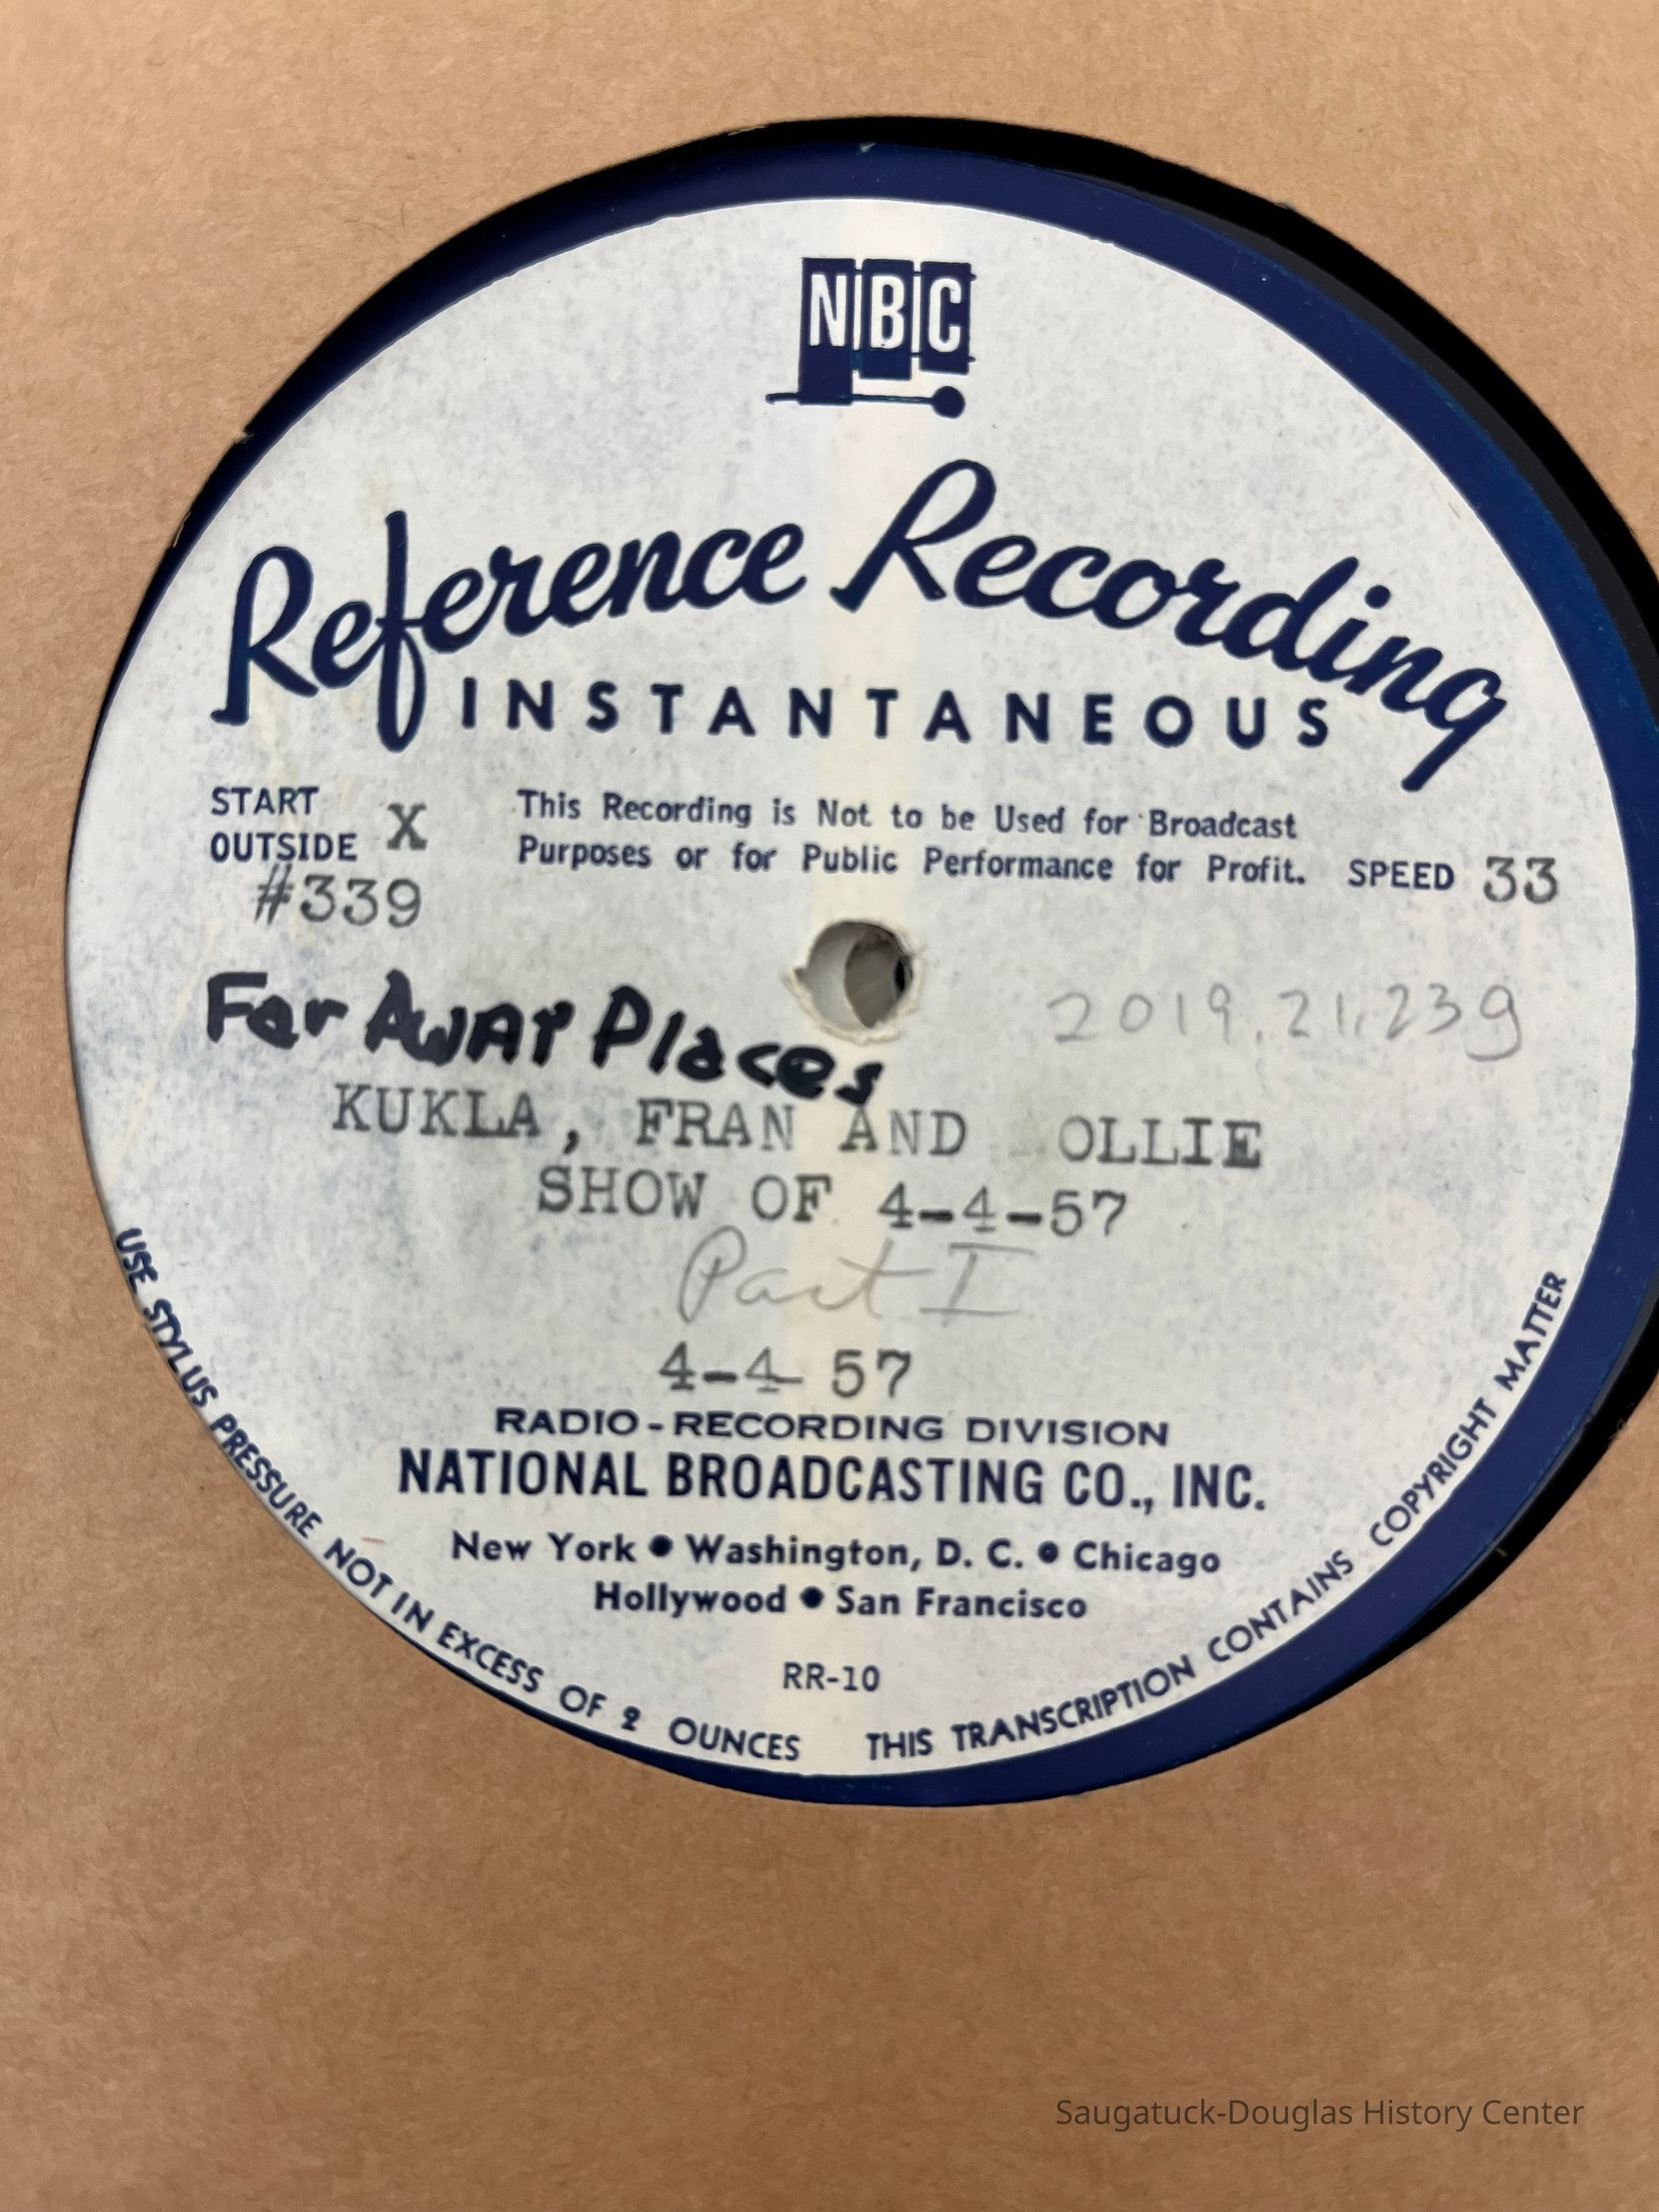 NBC
Reference Recording
INSTANTANEOUS
START
OUTSIDE X
#339
This Recording is Not to be Used for Broadcast
Purposes or for Public Performance for Profit. SPEED 33
Far AwAY Places
2019.21.239
KUKLA, FRAN AND OLLIE
SHOW OF 4-4-57
Part I
4-4 57
RADIO-RECORDING DIVISION
NATIONAL BROADCASTING CO., INC.
New York • Washington, D. C. • Chicago
Hollywood • San Francisco
RR-10
USE STYLUS PRESSURE NOT IN EXCESS OF 2 OUNCES
THIS TRANSCRIPTION CONTAINS COPYRIGHT MATTER
Saugatuck-Douglas History Center